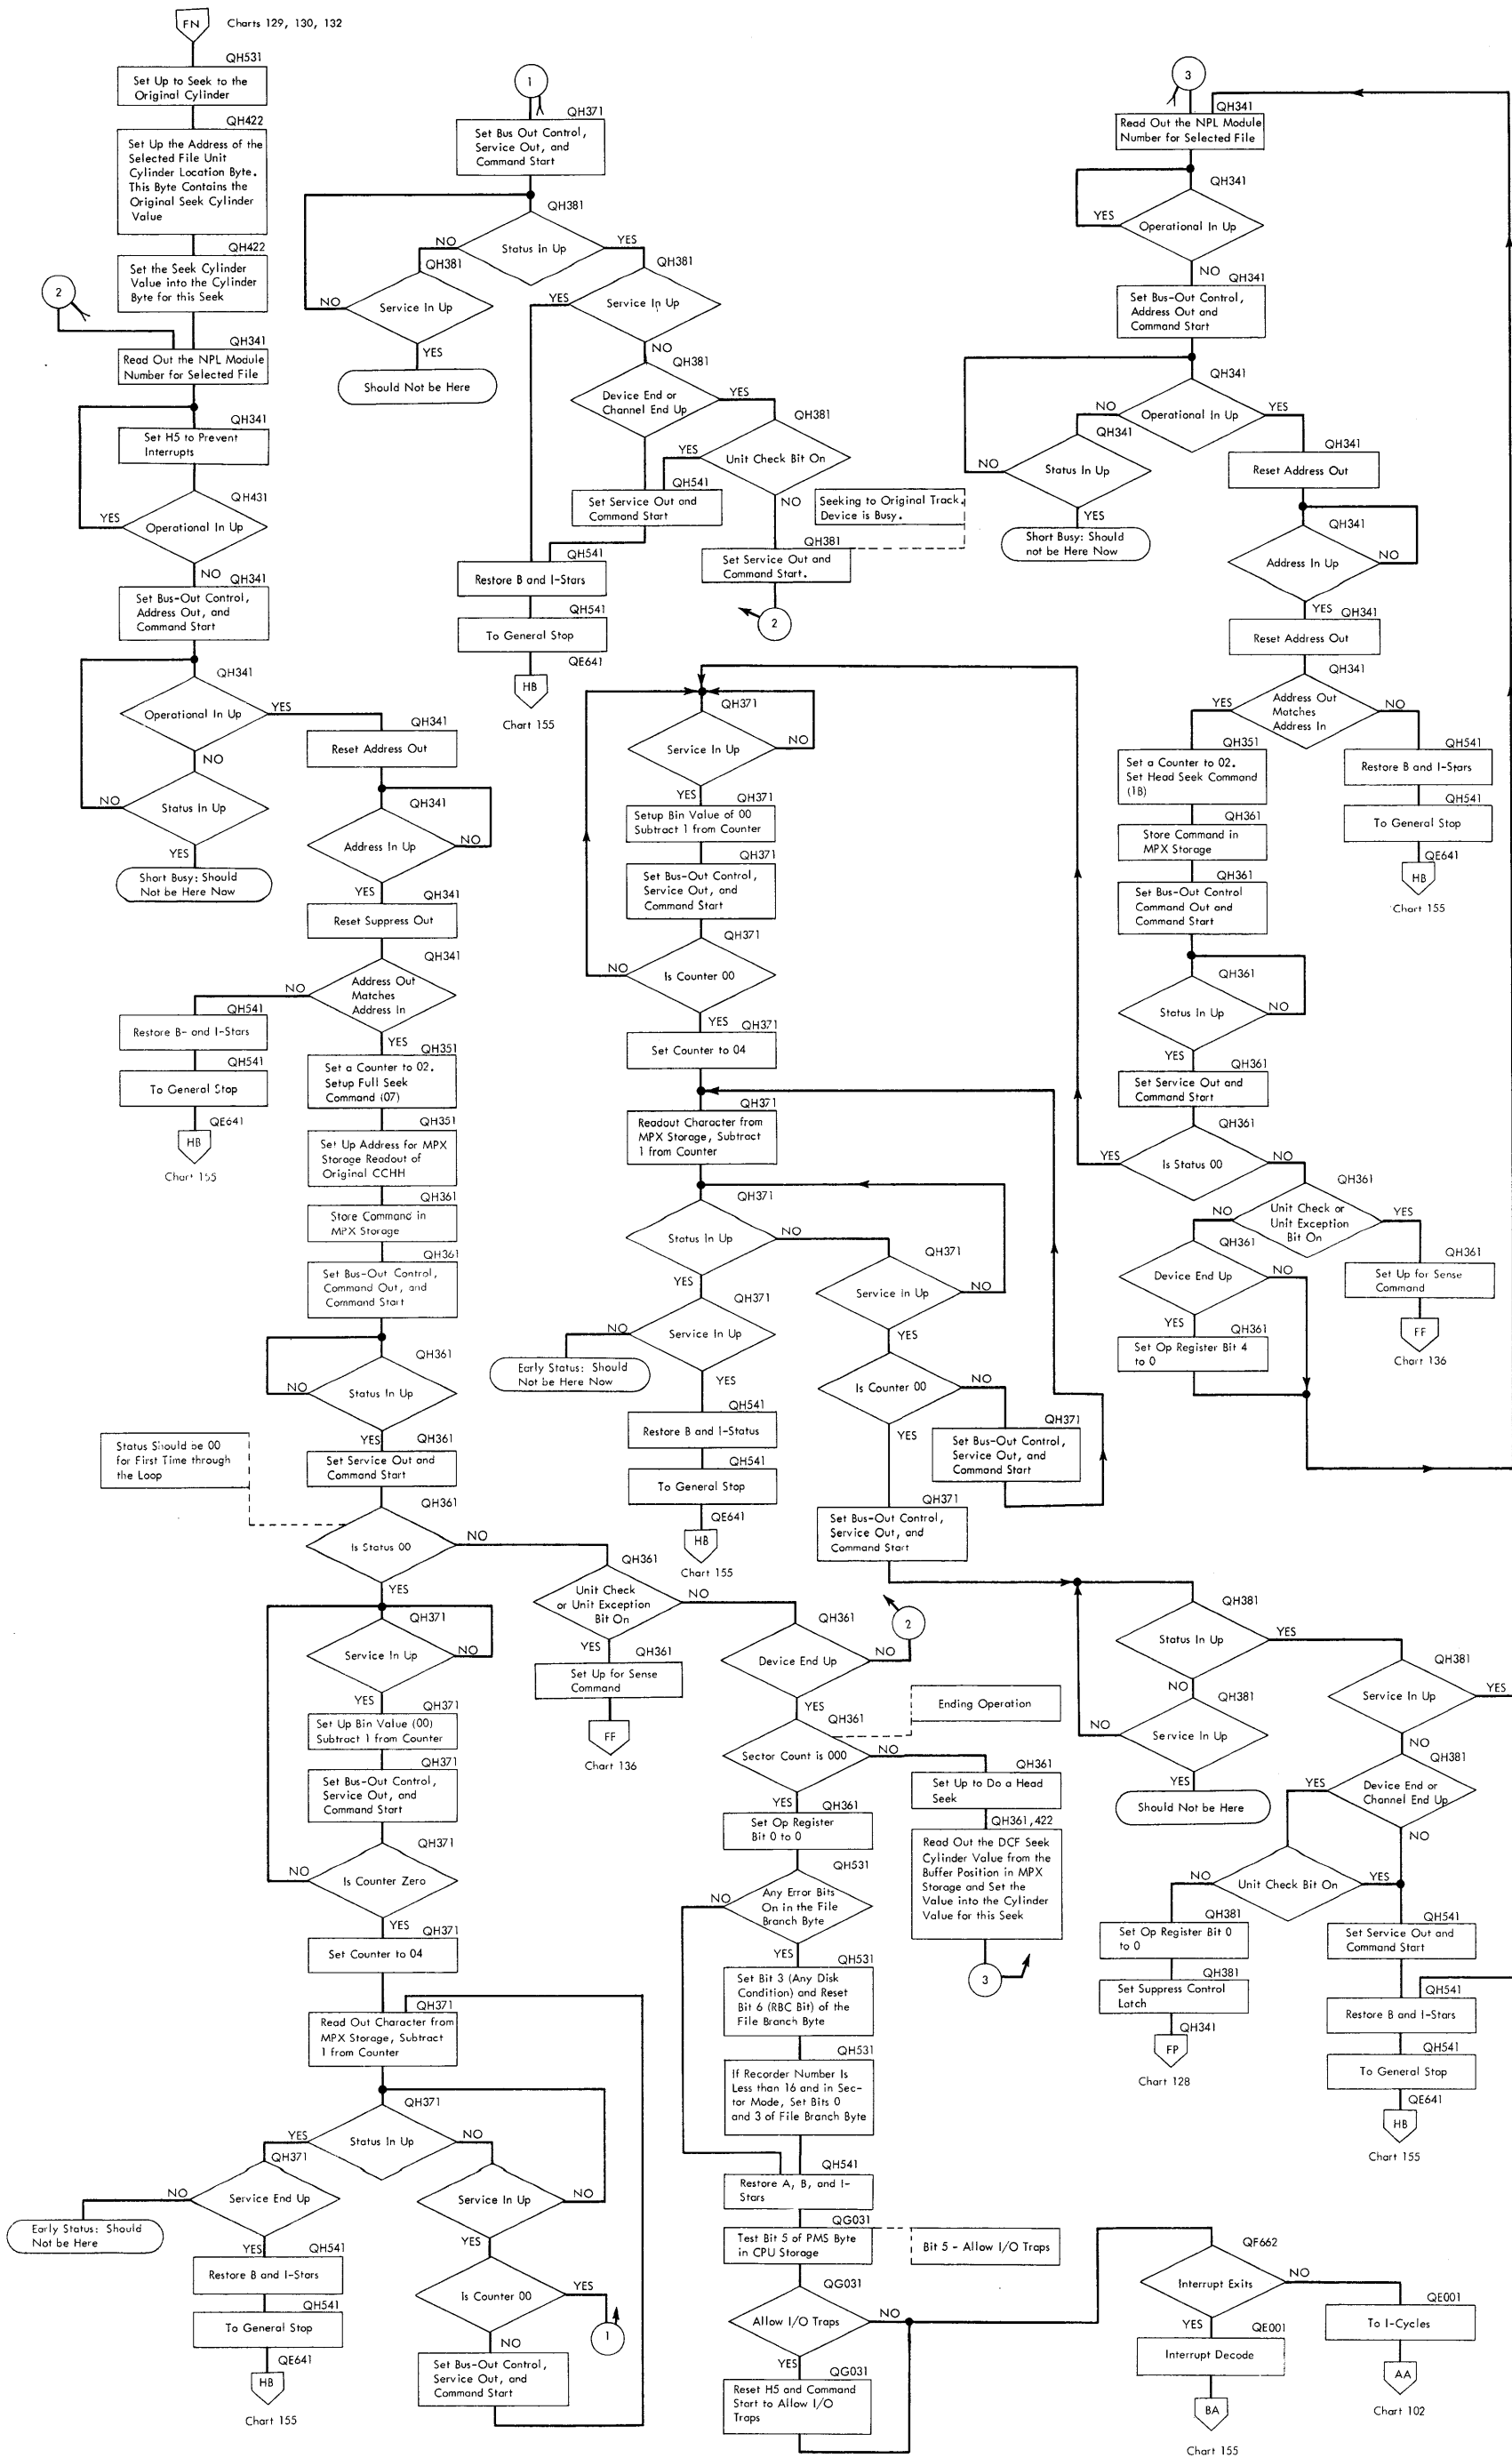 FN
Charts 129, 130, 132
QH531
Set Up to Seek to the
Original Cylinder
QH422
Set Up the Address of the
Selected File Unit
Cylinder Location Byte.
This Byte Contains the
Original Seek Cylinder
Value
QH422
Set the Seek Cylinder
Value into the Cylinder
Byte for this Seek
2
QH341
Read Out the NPL Module
Number for Selected File
QH341
Set H5 to Prevent
Interrupts
QH431
Operational In Up
YES
NO
QH341
Set Bus-Out Control,
Address Out, and
Command Start
QH341
Operational In Up
YES
NO
Status In Up
NO
YES
Short Busy: Should
Not be Here Now
QH341
Reset Address Out
QH341
Address In Up
NO
YES
QH341
Reset Suppress Out
QH341
Address Out
Matches
Address In
NO
QH541
Restore B- and I-Stars
QH541
To General Stop
QE641
HB
Chart 155
YES
QH351
Set a Counter to 02.
Setup Full Seek
Command (07)
QH351
Set Up Address for MPX
Storage Readout of
Original CCHH
QH361
Store Command in
MPX Storage
QH361
Set Bus-Out Control,
Command Out, and
Command Start
QH361
Status In Up
NO
YES
QH361
Set Service Out and
Command Start
Status Should be 00
for First Time through
the Loop
QH361
Is Status 00
NO
YES
QH371
Service In Up
NO
YES
QH371
Set Up Bin Value (00)
Subtract 1 from Counter
QH371
Set Bus-Out Control,
Service Out, and
Command Start
QH371
Is Counter Zero
NO
YES
QH371
Set Counter to 04
QH371
Read Out Character from
MPX Storage, Subtract
1 from Counter
QH371
Status In Up
YES
NO
QH371
Service End Up
NO
Early Status: Should
Not be Here
YES
QH541
Restore B and I-Stars
QH541
To General Stop
QE641
HB
Chart 155
Service In Up
NO
YES
Is Counter 00
YES
1
NO
Set Bus-Out Control,
Service Out, and
Command Start
1
QH371
Set Bus Out Control,
Service Out, and
Command Start
QH381
Status in Up
NO
YES
QH381
Service In Up
NO
YES
Should Not be Here
QH381
Service In Up
YES
NO
QH381
Device End or
Channel End Up
YES
QH381
Unit Check Bit On
YES
NO
QH541
Set Service Out and
Command Start
Seeking to Original Track.
Device is Busy.
QH381
Set Service Out and
Command Start.
2
QH541
Restore B and I-Stars
QH541
To General Stop
QE641
HB
Chart 155
QH371
Service In Up
NO
YES
QH371
Setup Bin Value of 00
Subtract 1 from Counter
QH371
Set Bus-Out Control,
Service Out, and
Command Start
QH371
Is Counter 00
NO
YES
QH371
Set Counter to 04
QH371
Readout Character from
MPX Storage, Subtract
1 from Counter
QH371
Status In Up
NO
YES
QH371
Service In Up
NO
Early Status: Should
Not be Here Now
YES
QH541
Restore B and I-Status
QH541
To General Stop
QE641
HB
Chart 155
QH371
Service In Up
NO
YES
Is Counter 00
NO
YES
QH371
Set Bus-Out Control,
Service Out, and
Command Start
QH371
Set Bus-Out Control,
Service Out, and
Command Start
QH361
Unit Check
or Unit Exception
Bit On
NO
YES
QH361
Set Up for Sense
Command
FF
Chart 136
QH361
Device End Up
NO
2
YES
QH361
Ending Operation
Sector Count is 000
NO
YES
QH361
Set Op Register
Bit 0 to 0
QH361
Set Up to Do a Head
Seek
QH361,422
Read Out the DCF Seek
Cylinder Value from the
Buffer Position in MPX
Storage and Set the
Value into the Cylinder
Value for this Seek
3
QH531
Any Error Bits
On in the File
Branch Byte
NO
YES
QH531
Set Bit 3 (Any Disk
Condition) and Reset
Bit 6 (RBC Bit) of the
File Branch Byte
QH531
If Recorder Number Is
Less than 16 and in Sec-
tor Mode, Set Bits 0
and 3 of File Branch Byte
QH541
Restore A, B, and I-
Stars
QG031
Test Bit 5 of PMS Byte
in CPU Storage
Bit 5 - Allow I/O Traps
QG031
Allow I/O Traps
NO
YES
QG031
Reset H5 and Command
Start to Allow I/O
Traps
3
QH341
Read Out the NPL Module
Number for Selected File
QH341
Operational In Up
YES
NO
QH341
Set Bus-Out Control,
Address Out and
Command Start
QH341
Operational In Up
NO
YES
QH341
Status In Up
NO
YES
Short Busy: Should
not be Here Now
QH341
Reset Address Out
QH341
Address In Up
NO
YES
QH341
Reset Address Out
QH341
Address Out
Matches
Address In
YES
NO
QH351
Set a Counter to 02.
Set Head Seek Command
(1B)
QH541
Restore B and I-Stars
QH541
To General Stop
QE641
HB
Chart 155
QH361
Store Command in
MPX Storage
QH361
Set Bus-Out Control
Command Out and
Command Start
QH361
Status In Up
NO
YES
QH361
Set Service Out and
Command Start
QH361
Is Status 00
YES
NO
QH361
Unit Check or
Unit Exception
Bit On
NO
YES
QH361
Set Up for Sense
Command
FF
Chart 136
QH361
Device End Up
NO
YES
QH361
Set Op Register Bit 4
to 0
QH381
Status In Up
YES
NO
QH381
Service In Up
NO
YES
Should Not be Here
QH381
Service In Up
YES
NO
QH381
Device End or
Channel End Up
YES
NO
Unit Check Bit On
NO
YES
QH381
Set Op Register Bit 0
to 0
QH381
Set Suppress Control
Latch
QH341
FP
Chart 128
QH541
Set Service Out and
Command Start
QH541
Restore B and I-Stars
QH541
To General Stop
QE641
HB
Chart 155
QF662
Interrupt Exits
NO
YES
QE001
Interrupt Decode
BA
Chart 155
QE001
To I-Cycles
AA
Chart 102